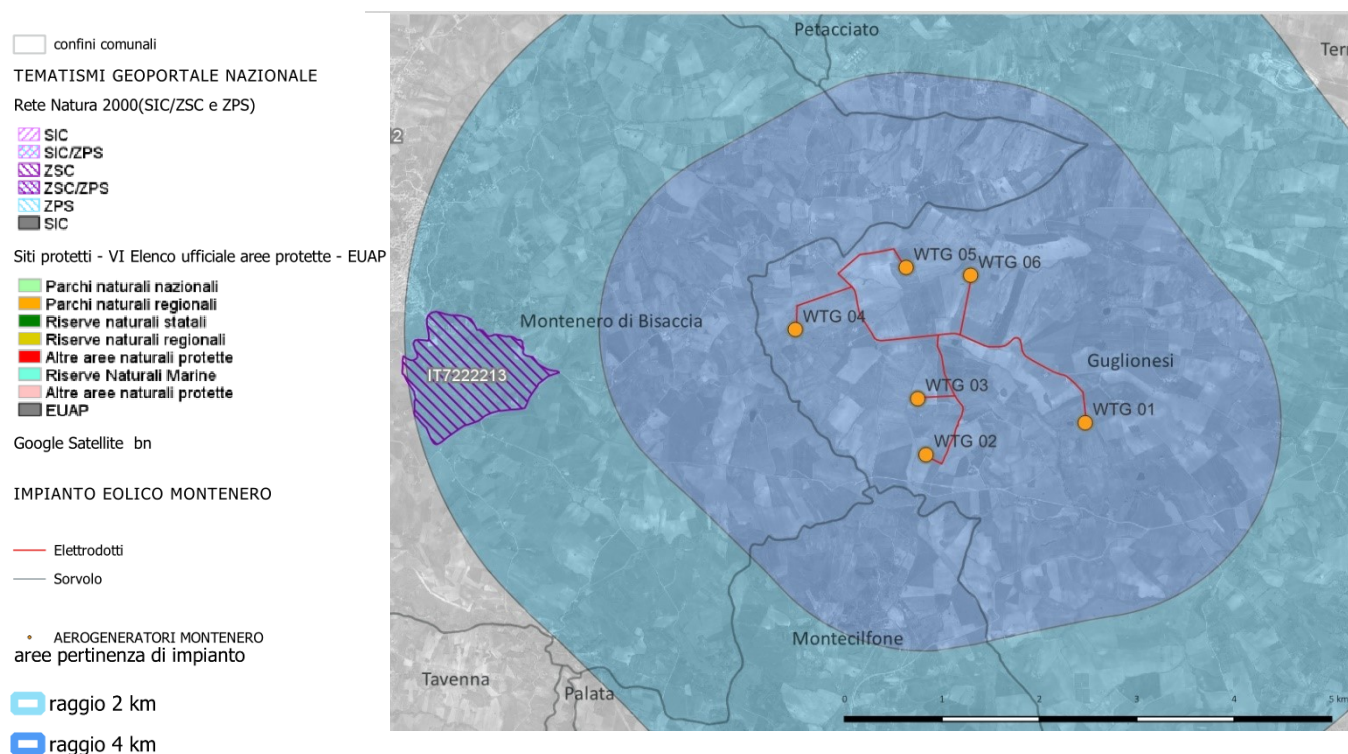 confini comunali
TEMATISMI GEOPORTALE NAZIONALE
Rete Natura 2000(SIC/ZSC e ZPS)
SIC
SIC/ZPS
ZSC
ZSC/ZPS
ZPS
SIC
Siti protetti - VI Elenco ufficiale aree protette - EUAP
Parchi naturali nazionali
Parchi naturali regionali
Riserve naturali statali
Riserve naturali regionali
Altre aree naturali protette
Riserve Naturali Marine
Altre aree naturali protette
EUAP
Google Satellite bn
IMPIANTO EOLICO MONTENERO
Elettrodotti
Sorvolo
AEROGENERATORI MONTENERO
aree pertinenza di impianto
raggio 2 km
raggio 4 km
Petacciato
Terr
2
WTG 05
WTG 06
WTG 04
Montenero di Bisaccia
Guglionesi
IT7222213
WTG 03
WTG 01
WTG 02
Montecilfone
Tavenna
Palata
0 1 2 3 4 5 km